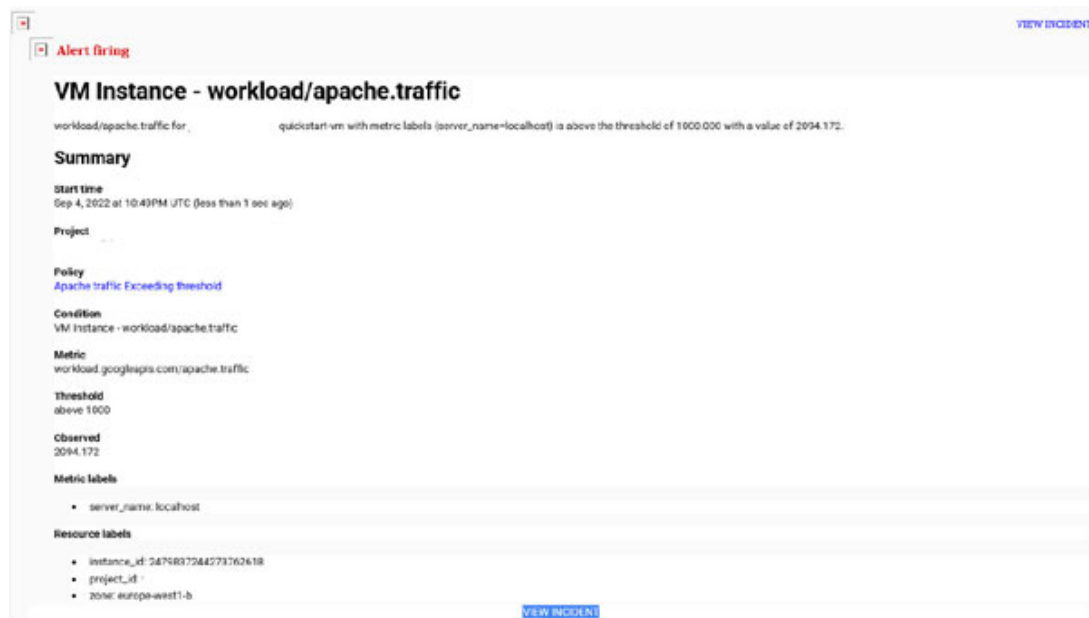 VIEW INCIDENT
Alert firing
VM Instance - workload/apache.traffic
workload/apache.traffic for quickstart-vm with metric labels (server_name=localhost) is above the threshold of 1000.000 with a value of 2094.172.
Summary
Start time
Sep 4, 2022 at 10:49PM UTC (less than 1 sec ago)
Project
Policy
Apache traffic Exceeding threshold
Condition
VM Instance - workload/apache.traffic
Metric
workload.googleapis.com/apache.traffic
Threshold
above 1000
Observed
2094.172
Metric labels
• server_name: localhost
Resource labels
• instance_id: 2479837244273762618
• project_id:
• zone: europe-west1-b
VIEW INCIDENT